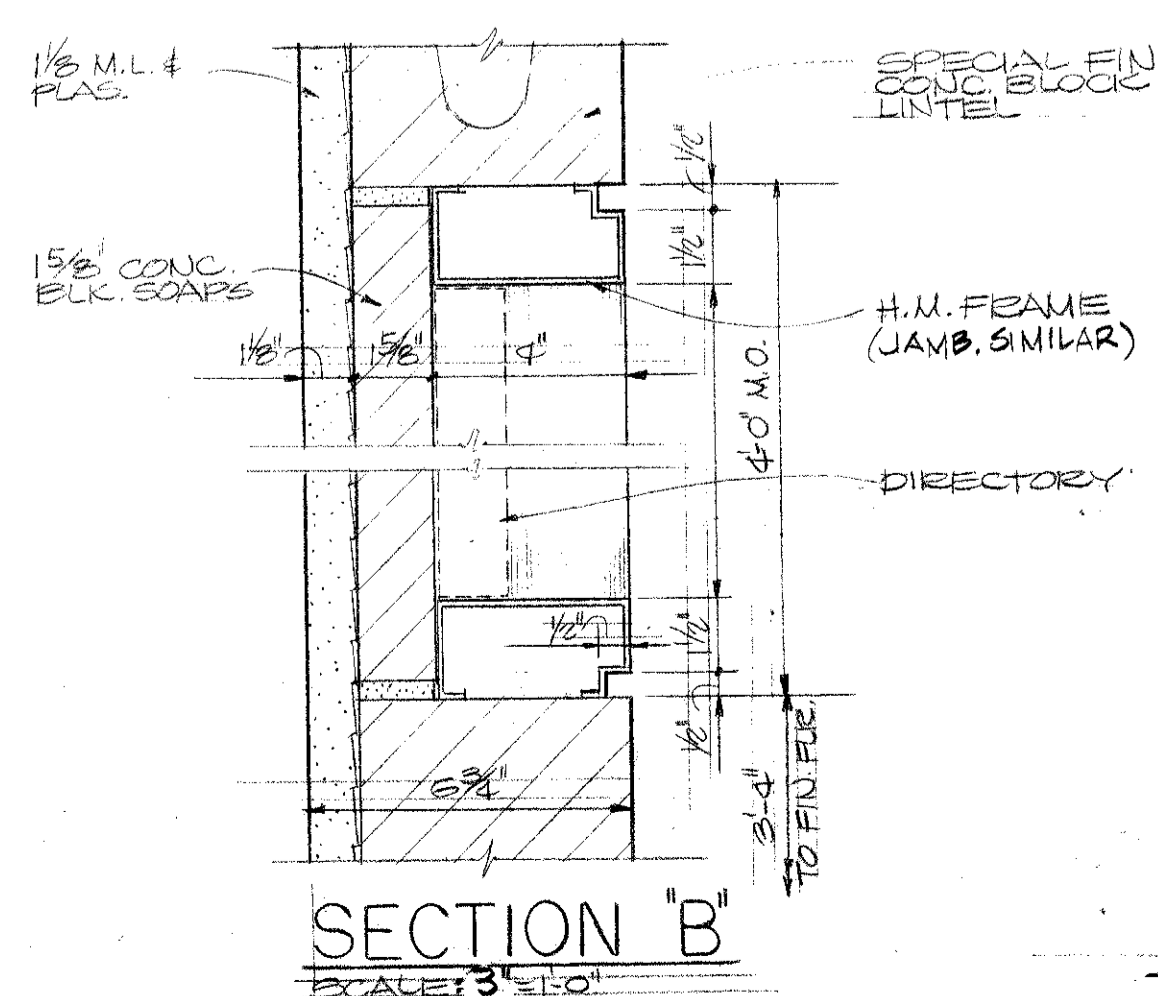 1⅛ M.L. &
PLAS.
SPECIAL FIN
CONC. BLOCK
LINTEL
½"
1½"
1⅝" CONC.
BLK. SOAPS
H.M. FRAME
(JAMB. SIMILAR)
1⅛"
1⅝"
4"
4'-0" M.O.
DIRECTORY
½"
1½"
½"
6¾"
3'-4"
TO FIN. FLR.
SECTION "B"
SCALE: 3"=1'-0"